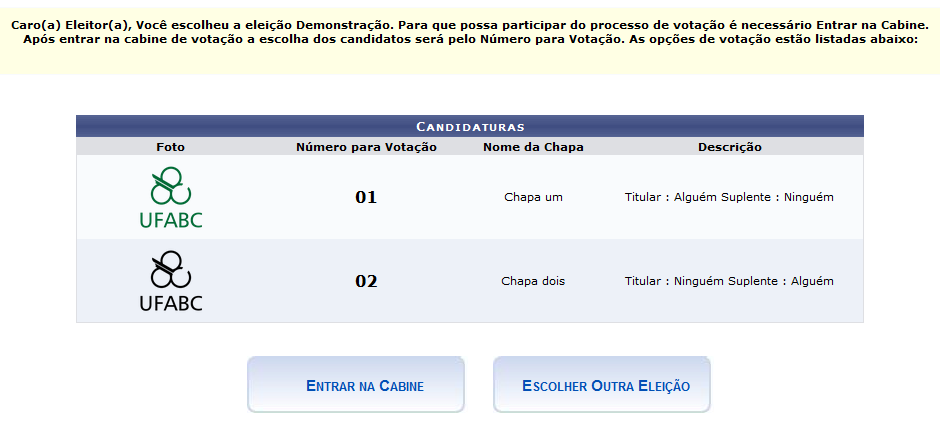 Caro(a) Eleitor(a), Você escolheu a eleição Demonstração. Para que possa participar do processo de votação é necessário Entrar na Cabine.
Após entrar na cabine de votação a escolha dos candidatos será pelo Número para Votação. As opções de votação estão listadas abaixo:
Candidaturas
Foto Número para Votação Nome da Chapa Descrição
UFABC 01 Chapa um Titular : Alguém Suplente : Ninguém
UFABC 02 Chapa dois Titular : Ninguém Suplente : Alguém
Entrar na Cabine Escolher Outra Eleição